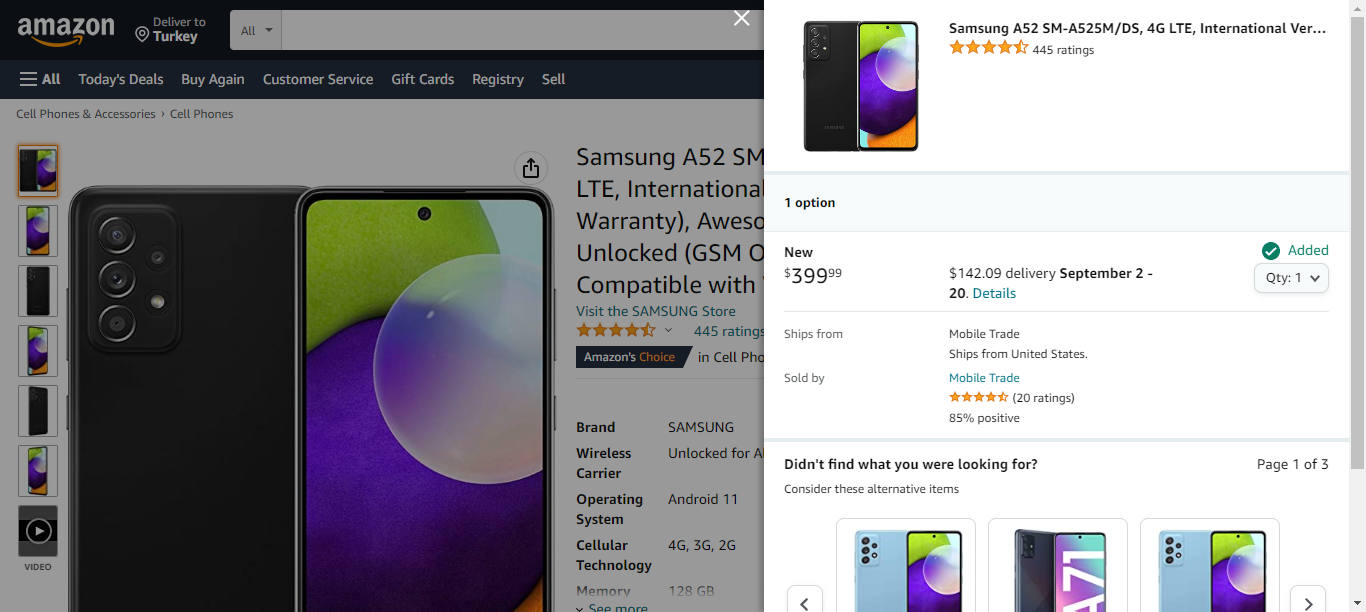 amazon
Deliver to
Turkey
All
All
Today's Deals
Buy Again
Customer Service
Gift Cards
Registry
Sell
Cell Phones & Accessories › Cell Phones
VIDEO
Samsung A52 SM
LTE, International
Warranty), Aweso
Unlocked (GSM O
Compatible with
Visit the SAMSUNG Store
445 ratings
Amazon's Choice in Cell Pho
Brand SAMSUNG
Wireless Carrier Unlocked for A
Operating System Android 11
Cellular Technology 4G, 3G, 2G
Memory 128 GB
See more
Samsung A52 SM-A525M/DS, 4G LTE, International Ver...
445 ratings
1 option
New
$399.99
$142.09 delivery September 2 -
20. Details
Added
Qty: 1
Ships from
Mobile Trade
Ships from United States.
Sold by
Mobile Trade
(20 ratings)
85% positive
Didn't find what you were looking for?
Page 1 of 3
Consider these alternative items
A71